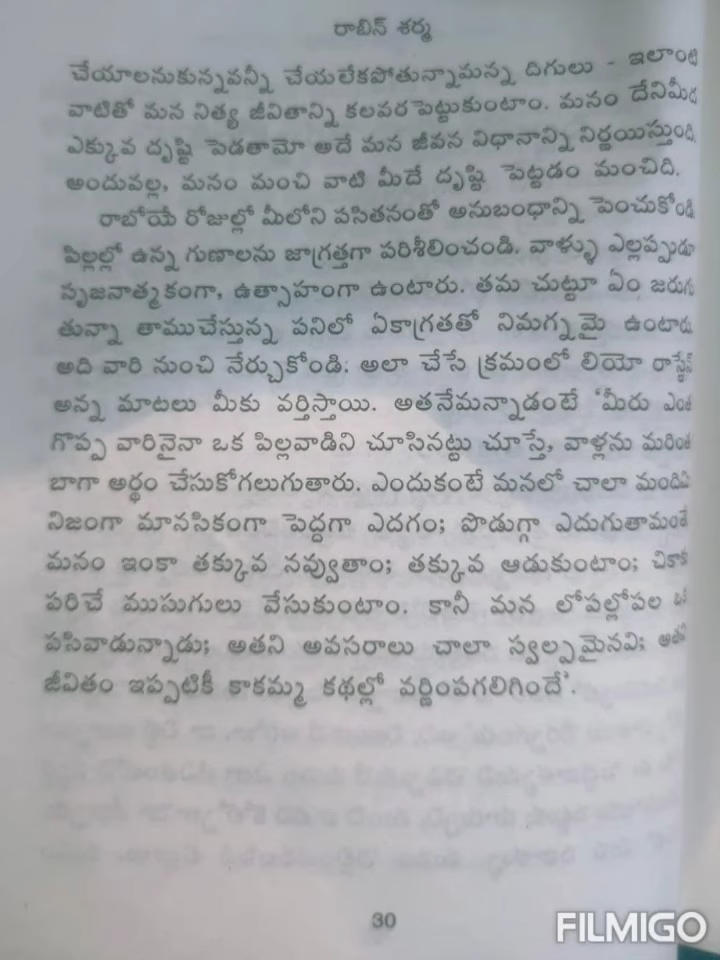 రాబిన్ శర్మ
చేయాలనుకున్నవన్నీ చేయలేకపోతున్నామన్న దిగులు - ఇలాంటి
వాటితో మన నిత్య జీవితాన్ని కలవరపెట్టుకుంటాం. మనం దేనిమీద
ఎక్కువ దృష్టి పెడతామో అదే మన జీవన విధానాన్ని నిర్ణయిస్తుంది.
అందువల్ల, మనం మంచి వాటి మీదే దృష్టి పెట్టడం మంచిది.
రాబోయే రోజుల్లో మీలోని పసితనంతో అనుబంధాన్ని పెంచుకోండి
పిల్లల్లో ఉన్న గుణాలను జాగ్రత్తగా పరిశీలించండి. వాళ్ళు ఎల్లప్పుడు
సృజనాత్మకంగా, ఉత్సాహంగా ఉంటారు. తమ చుట్టూ ఏం జరుగు
తున్నా తాముచేస్తున్న పనిలో ఏకాగ్రతతో నిమగ్నమై ఉంటారు.
అది వారి నుంచి నేర్చుకోండి. అలా చేసే క్రమంలో లియో రాస్టేన్
అన్న మాటలు మీకు వర్తిస్తాయి. అతనేమన్నాడంటే 'మీరు ఎంత
గొప్ప వారినైనా ఒక పిల్లవాడిని చూసినట్టు చూస్తే, వాళ్లను మరింత
బాగా అర్థం చేసుకోగలుగుతారు. ఎందుకంటే మనలో చాలా మందిమి
నిజంగా మానసికంగా పెద్దగా ఎదగం; పొడుగ్గా ఎదుగుతామంతే
మనం ఇంకా తక్కువ నవ్వుతాం; తక్కువ ఆడుకుంటాం; చికాకు
పరిచే ముసుగులు వేసుకుంటాం. కానీ మన లోపల్లోపల ఒక
పసివాడున్నాడు; అతని అవసరాలు చాలా స్వల్పమైనవి; అతని
జీవితం ఇప్పటికీ కాకమ్మ కథల్లో వర్ణింపగలిగిందే'.
30
FILMIGO